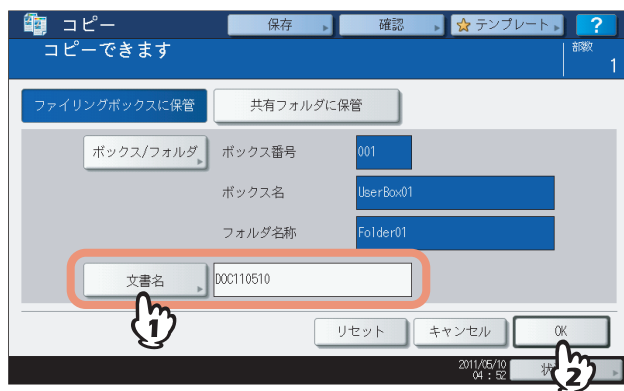 コピー 保存 確認 テンプレート ?
コピーできます 部数
1
ファイリングボックスに保管 共有フォルダに保管
ボックス/フォルダ ボックス番号 001
ボックス名 UserBox01
フォルダ名称 Folder01
文書名 DOC110510
1
リセット キャンセル OK
2011/05/10
04 : 52 状
2